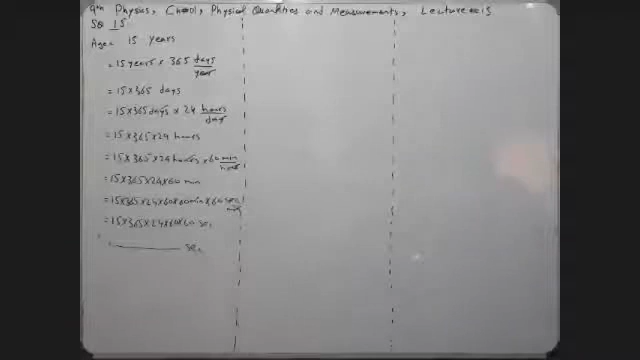 9th Physics, Ch#01, Physical Quantities and Measurements, Lecture#15
SQ 15
Age = 15 years
= 15 years × 365 days/year
= 15×365 days
= 15×365 days × 24 hours/day
= 15×365×24 hours
= 15×365×24 hours × 60 min/hour
= 15×365×24×60 min
= 15×365×24×60 min × 60 sec/min
= 15×365×24×60×60 sec
= ________ sec